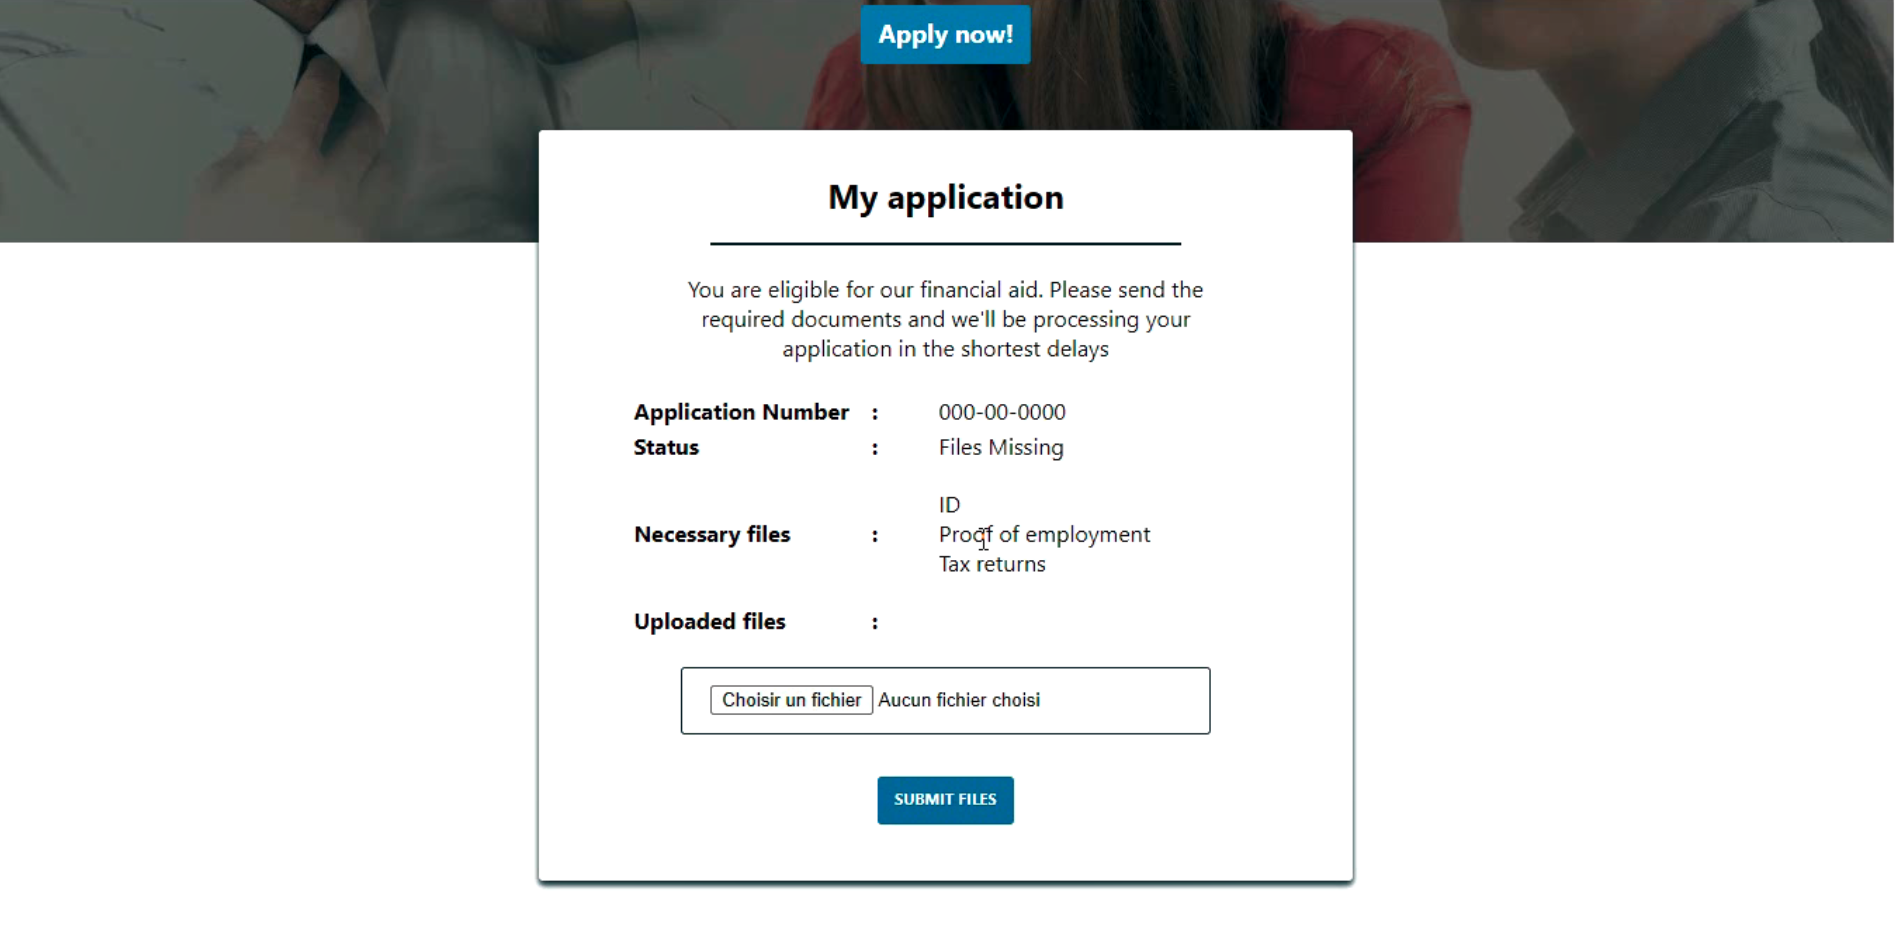 Apply now!
My application
You are eligible for our financial aid. Please send the
required documents and we'll be processing your
application in the shortest delays
Application Number : 000-00-0000
Status : Files Missing
ID
Necessary files : Proof of employment
Tax returns
Uploaded files :
Choisir un fichier Aucun fichier choisi
SUBMIT FILES